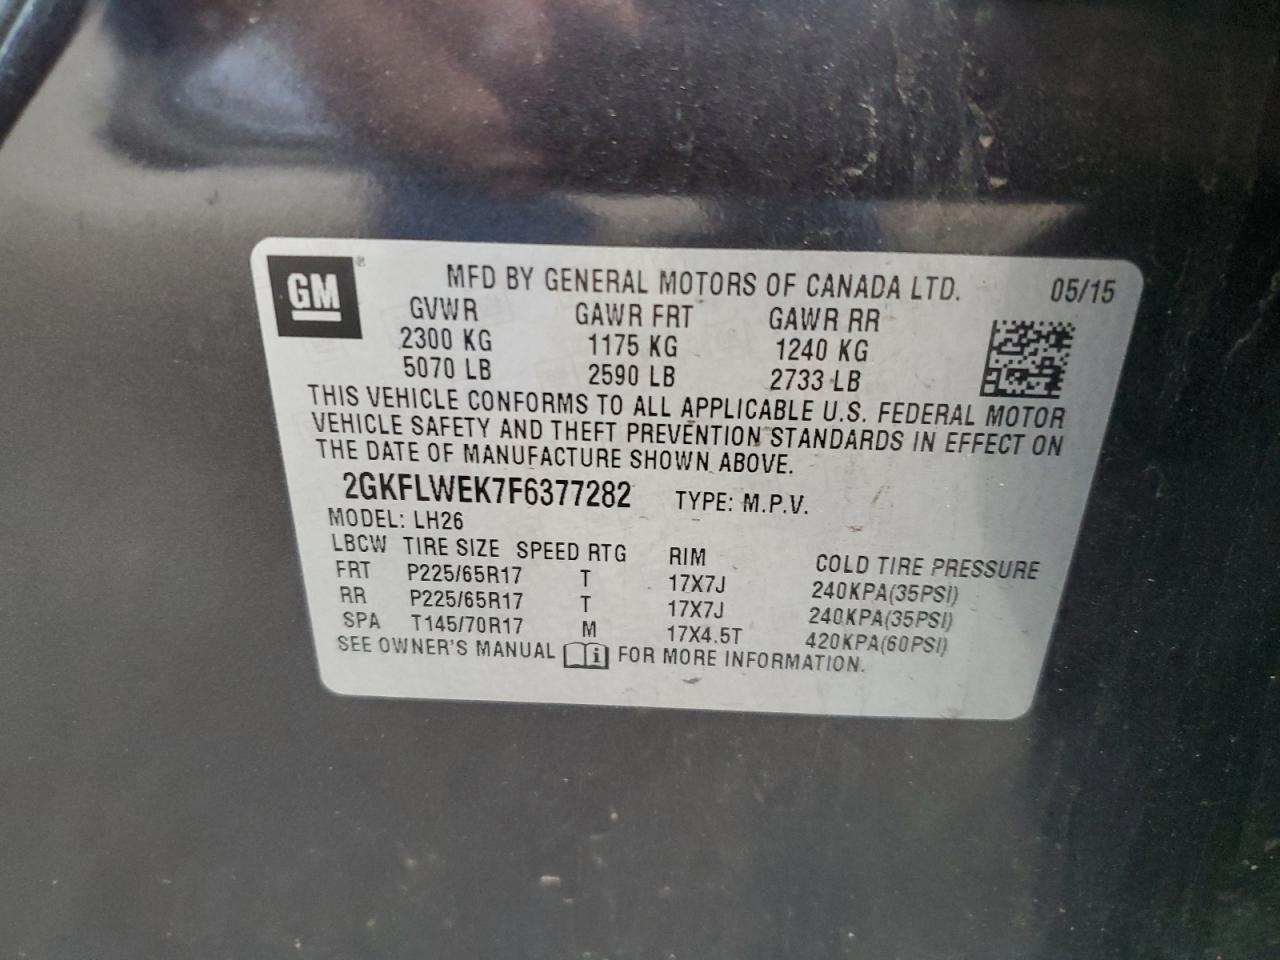 GM®
MFD BY GENERAL MOTORS OF CANADA LTD. 05/15
GVWR GAWR FRT GAWR RR
2300 KG 1175 KG 1240 KG
5070 LB 2590 LB 2733 LB
THIS VEHICLE CONFORMS TO ALL APPLICABLE U.S. FEDERAL MOTOR
VEHICLE SAFETY AND THEFT PREVENTION STANDARDS IN EFFECT ON
THE DATE OF MANUFACTURE SHOWN ABOVE.
2GKFLWEK7F6377282 TYPE: M.P.V.
MODEL: LH26
LBCW TIRE SIZE SPEED RTG RIM COLD TIRE PRESSURE
FRT P225/65R17 T 17X7J 240KPA(35PSI)
RR P225/65R17 T 17X7J 240KPA(35PSI)
SPA T145/70R17 M 17X4.5T 420KPA(60PSI)
SEE OWNER'S MANUAL i FOR MORE INFORMATION.